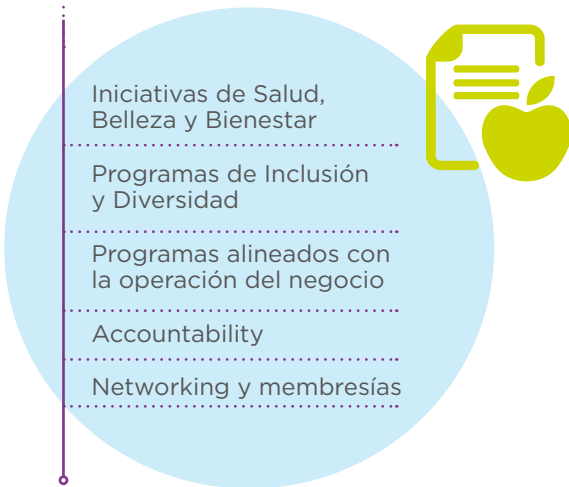 Iniciativas de Salud,
Belleza y Bienestar
Programas de Inclusión
y Diversidad
Programas alineados con
la operación del negocio
Accountability
Networking y membresías